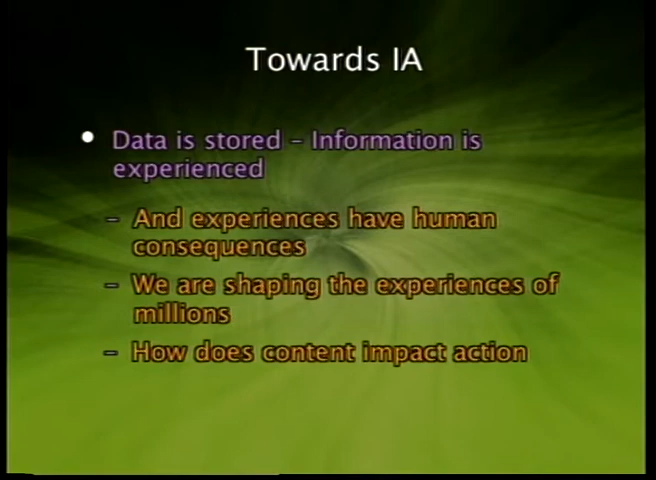 Towards IA
• Data is stored – Information is
experienced
– And experiences have human
consequences
– We are shaping the experiences of
millions
– How does content impact action